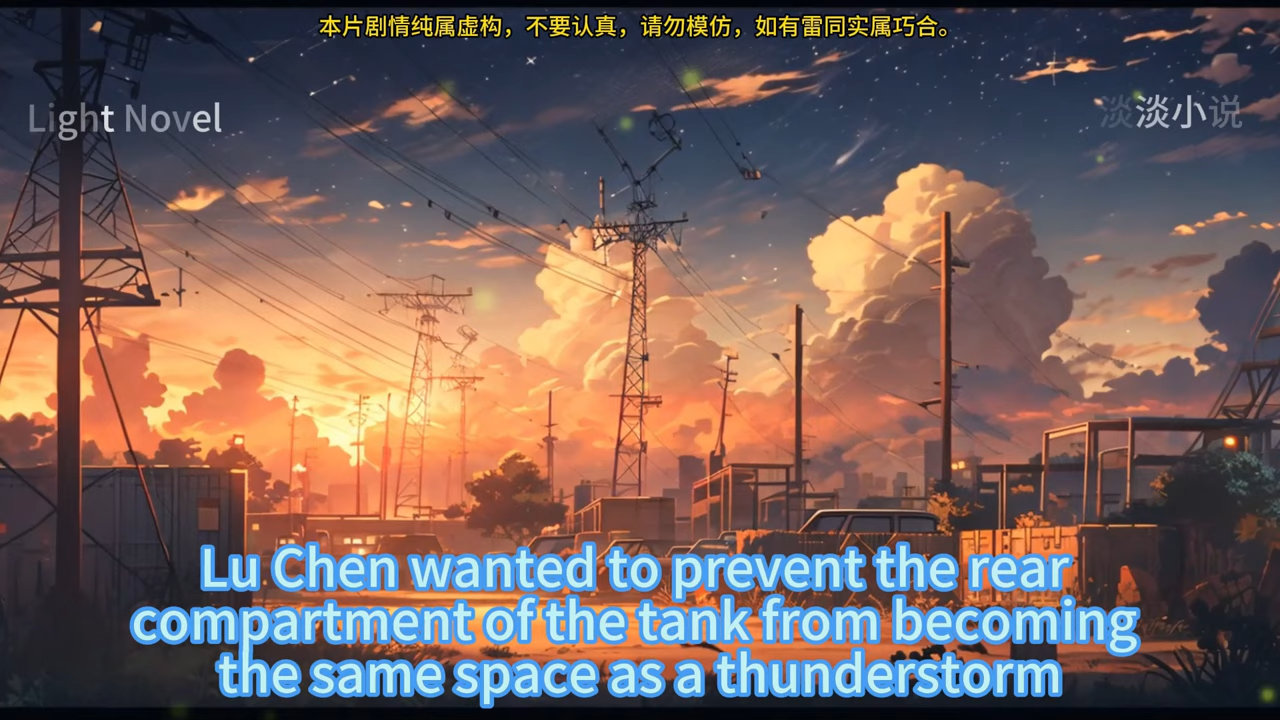 本片剧情纯属虚构，不要认真，请勿模仿，如有雷同实属巧合。
Light Novel
淡淡小说
Lu Chen wanted to prevent the rear
compartment of the tank from becoming
the same space as a thunderstorm